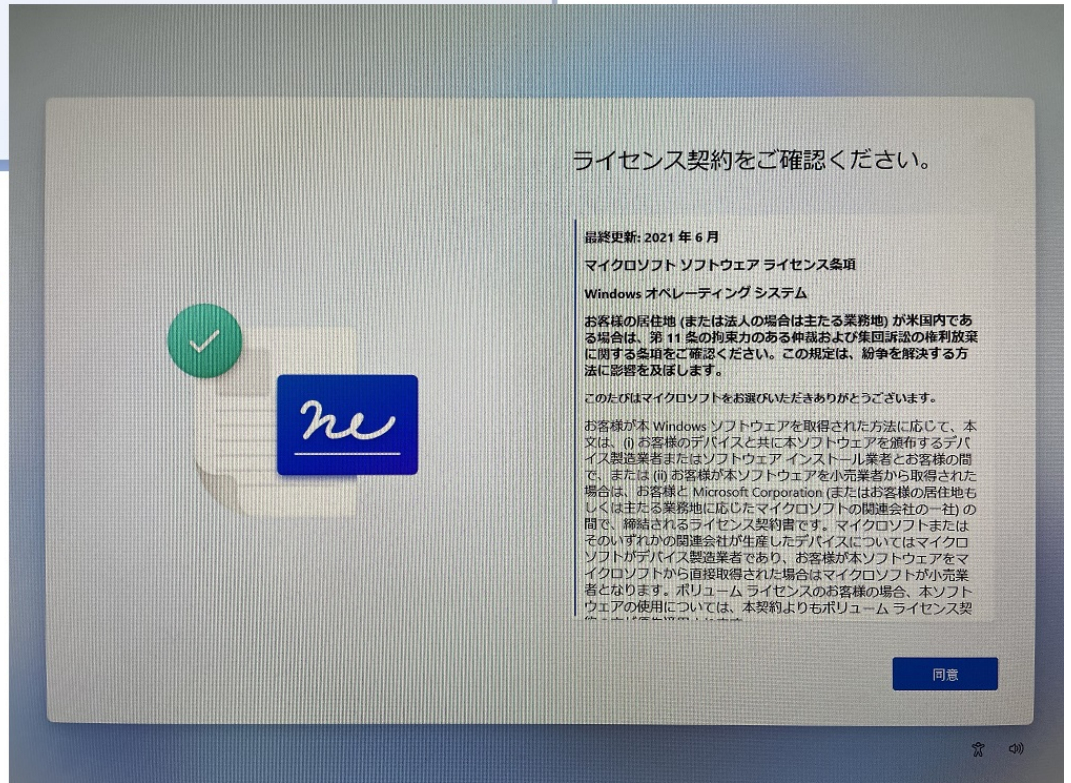 ライセンス契約をご確認ください。
最終更新: 2021 年 6 月
マイクロソフト ソフトウェア ライセンス条項
Windows オペレーティング システム
お客様の居住地 (または法人の場合は主たる業務地) が米国内であ
る場合は、第 11 条の拘束力のある仲裁および集団訴訟の権利放棄
に関する条項をご確認ください。この規定は、紛争を解決する方
法に影響を及ぼします。
このたびはマイクロソフトをお選びいただきありがとうございます。
お客様が本 Windows ソフトウェアを取得された方法に応じて、本
文は、(i) お客様のデバイスと共に本ソフトウェアを頒布するデバ
イス製造業者またはソフトウェア インストール業者とお客様の間
で、または (ii) お客様が本ソフトウェアを小売業者から取得された
場合は、お客様と Microsoft Corporation (またはお客様の居住地も
しくは主たる業務地に応じたマイクロソフトの関連会社の一社) の
間で、締結されるライセンス契約書です。マイクロソフトまたは
そのいずれかの関連会社が生産したデバイスについてはマイクロ
ソフトがデバイス製造業者であり、お客様が本ソフトウェアをマ
イクロソフトから直接取得された場合はマイクロソフトが小売業
者となります。ボリューム ライセンスのお客様の場合、本ソフト
ウェアの使用については、本契約よりもボリューム ライセンス契
同意